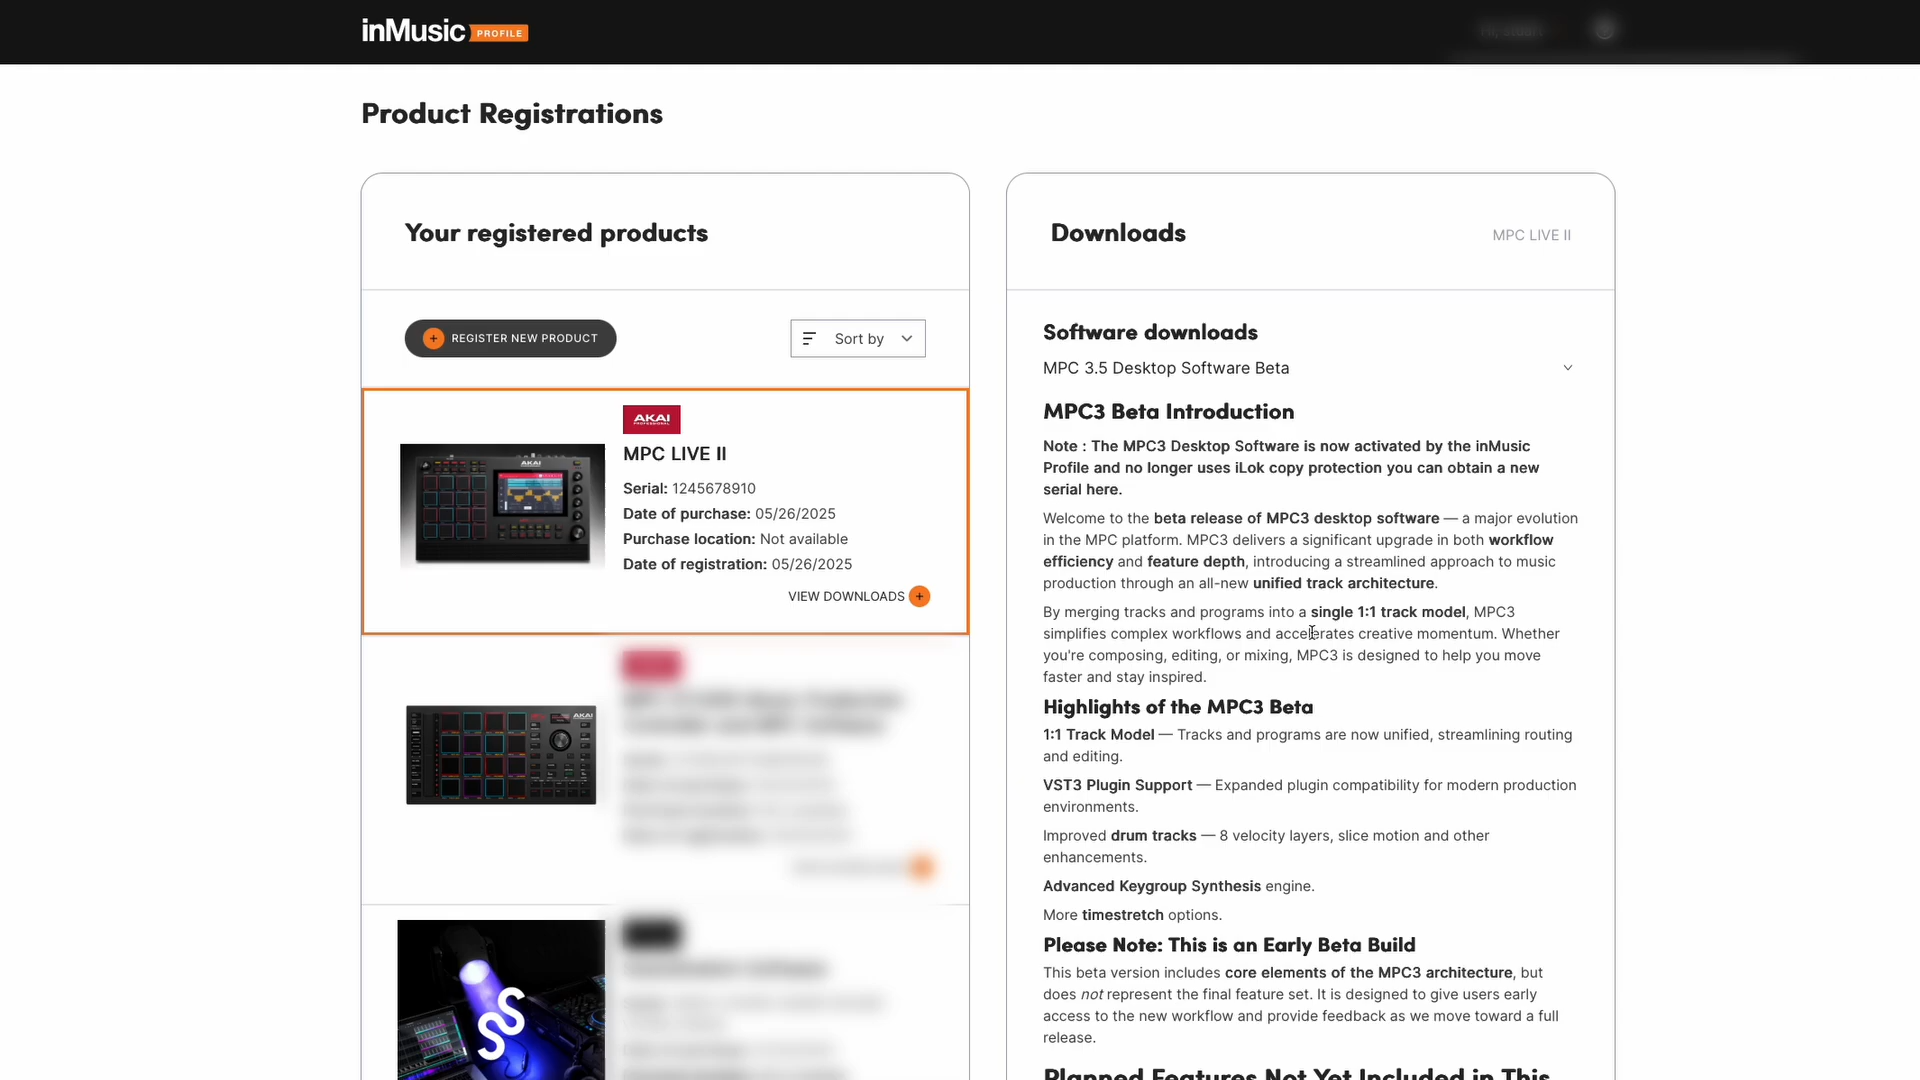 inMusic PROFILE
Product Registrations
Your registered products
REGISTER NEW PRODUCT
Sort by
AKAI
PROFESSIONAL
MPC LIVE II
Serial: 1245678910
Date of purchase: 05/26/2025
Purchase location: Not available
Date of registration: 05/26/2025
VIEW DOWNLOADS
AKAI
AKAI
Downloads
MPC LIVE II
Software downloads
MPC 3.5 Desktop Software Beta
MPC3 Beta Introduction
Note : The MPC3 Desktop Software is now activated by the inMusic
Profile and no longer uses iLok copy protection you can obtain a new
serial here.
Welcome to the beta release of MPC3 desktop software — a major evolution
in the MPC platform. MPC3 delivers a significant upgrade in both workflow
efficiency and feature depth, introducing a streamlined approach to music
production through an all-new unified track architecture.
By merging tracks and programs into a single 1:1 track model, MPC3
simplifies complex workflows and accelerates creative momentum. Whether
you're composing, editing, or mixing, MPC3 is designed to help you move
faster and stay inspired.
Highlights of the MPC3 Beta
1:1 Track Model — Tracks and programs are now unified, streamlining routing
and editing.
VST3 Plugin Support — Expanded plugin compatibility for modern production
environments.
Improved drum tracks — 8 velocity layers, slice motion and other
enhancements.
Advanced Keygroup Synthesis engine.
More timestretch options.
Please Note: This is an Early Beta Build
This beta version includes core elements of the MPC3 architecture, but
does not represent the final feature set. It is designed to give users early
access to the new workflow and provide feedback as we move toward a full
release.
Planned Features Not Yet Included in This